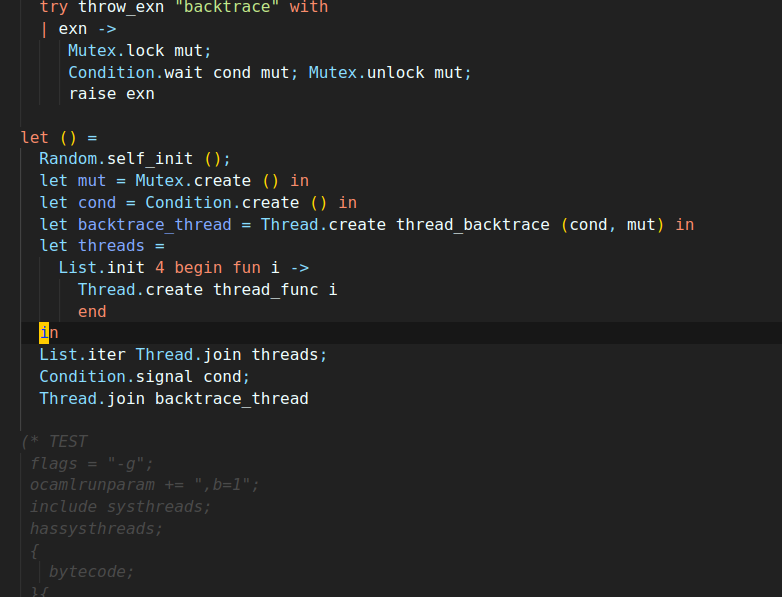 try throw_exn "backtrace" with
| exn ->
Mutex.lock mut;
Condition.wait cond mut; Mutex.unlock mut;
raise exn
let () =
Random.self_init ();
let mut = Mutex.create () in
let cond = Condition.create () in
let backtrace_thread = Thread.create thread_backtrace (cond, mut) in
let threads =
List.init 4 begin fun i ->
Thread.create thread_func i
end
in
List.iter Thread.join threads;
Condition.signal cond;
Thread.join backtrace_thread
(* TEST
flags = "-g";
ocamlrunparam += ",b=1";
include systhreads;
hassysthreads;
{
bytecode;
}{